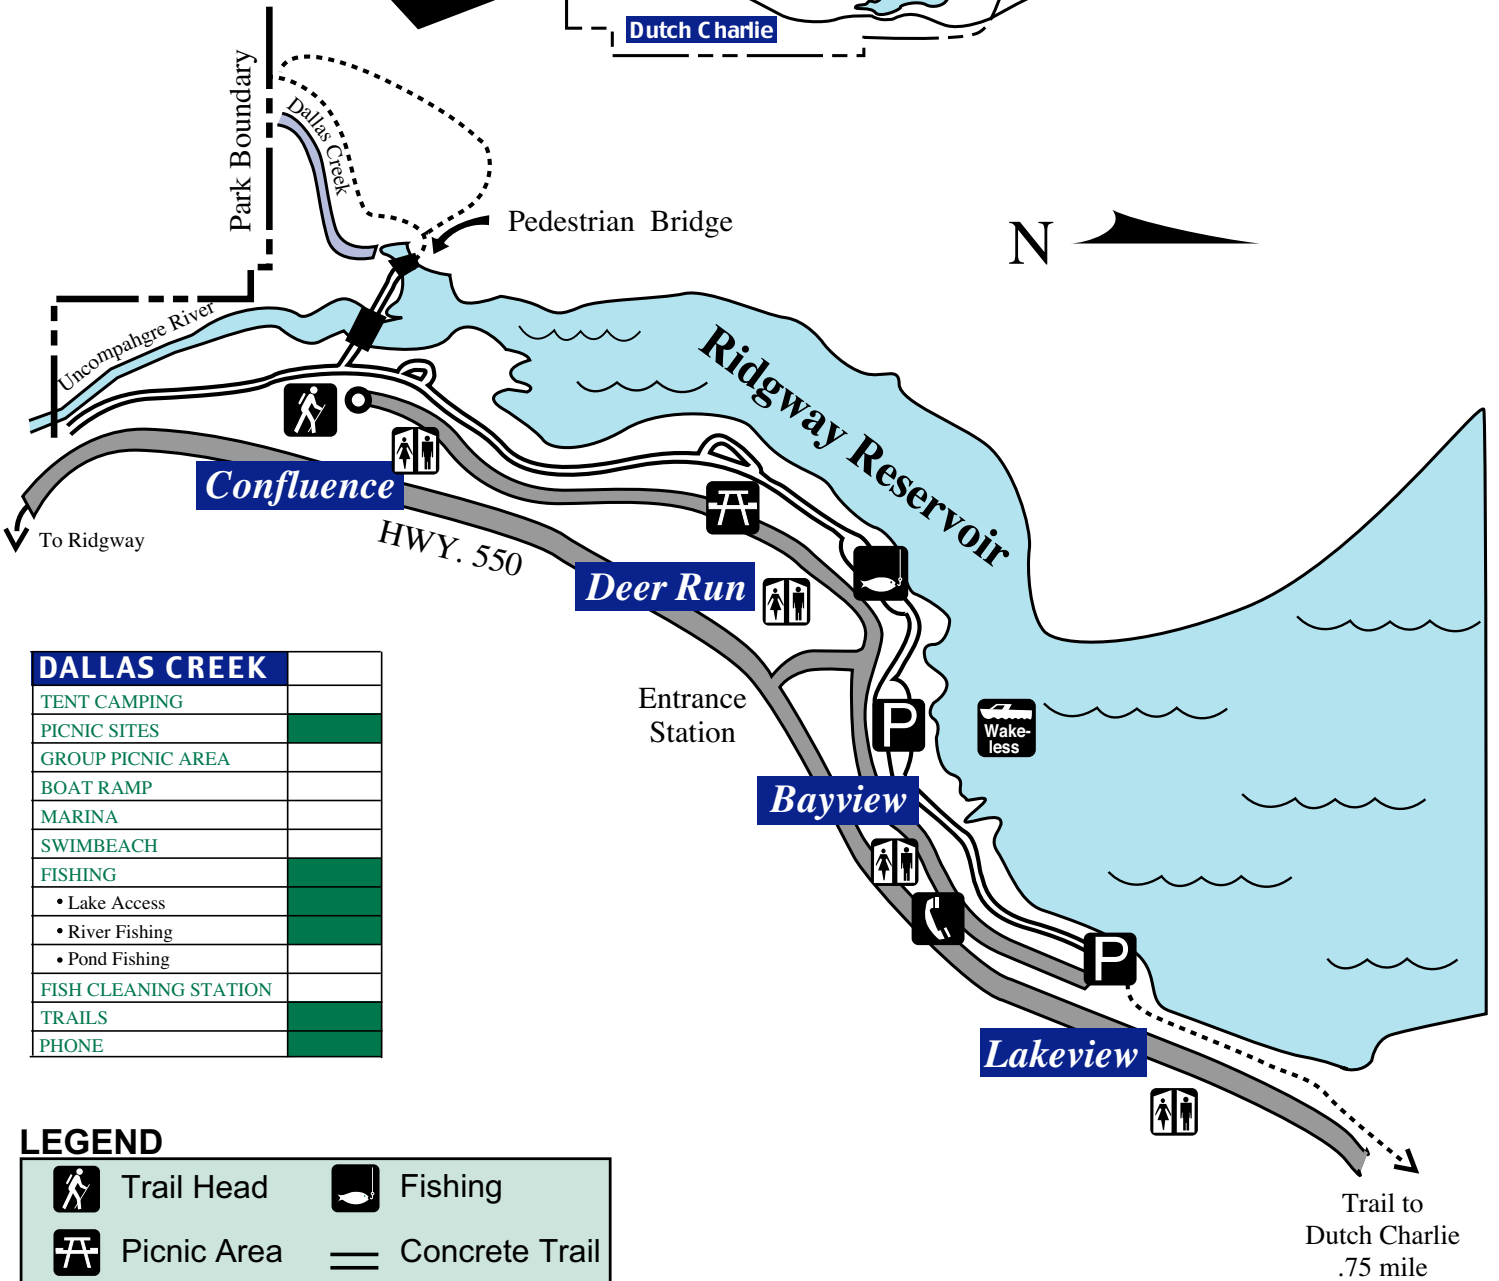 Dutch Charlie
Park Boundary
Dallas Creek
Pedestrian Bridge
N
Uncompahgre River
Ridgway Reservoir
Confluence
To Ridgway
HWY. 550
Deer Run
Entrance
Station
P
Wake-
less
Bayview
P
Lakeview
DALLAS CREEK
TENT CAMPING
PICNIC SITES
GROUP PICNIC AREA
BOAT RAMP
MARINA
SWIMBEACH
FISHING
• Lake Access
• River Fishing
• Pond Fishing
FISH CLEANING STATION
TRAILS
PHONE
LEGEND
Trail Head
Fishing
Picnic Area
Concrete Trail
Trail to
Dutch Charlie
.75 mile